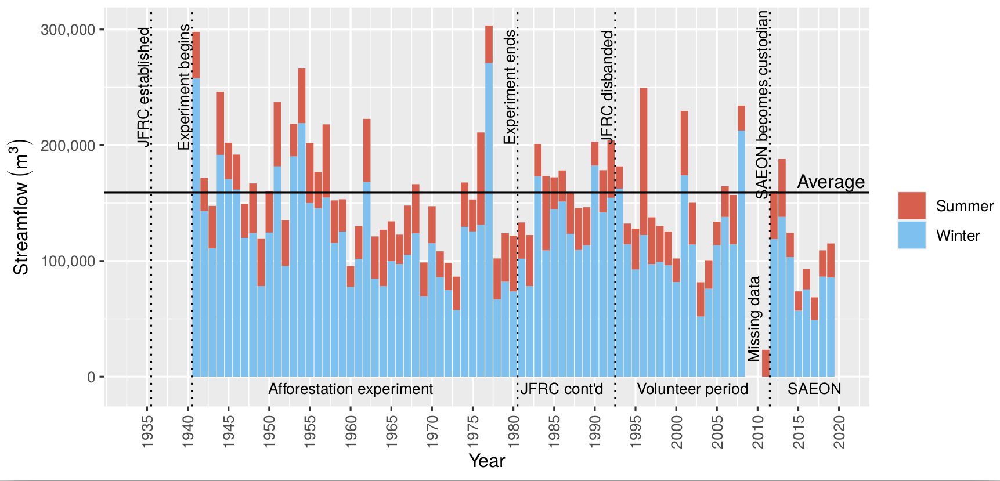 Streamflow (m³)
300,000
200,000
100,000
0
JFRC established
Experiment begins
Experiment ends
JFRC disbanded
SAEON becomes custodian
Average
Missing data
Afforestation experiment
JFRC cont'd
Volunteer period
SAEON
1935
1940
1945
1950
1955
1960
1965
1970
1975
1980
1985
1990
1995
2000
2005
2010
2015
2020
Year
Summer
Winter